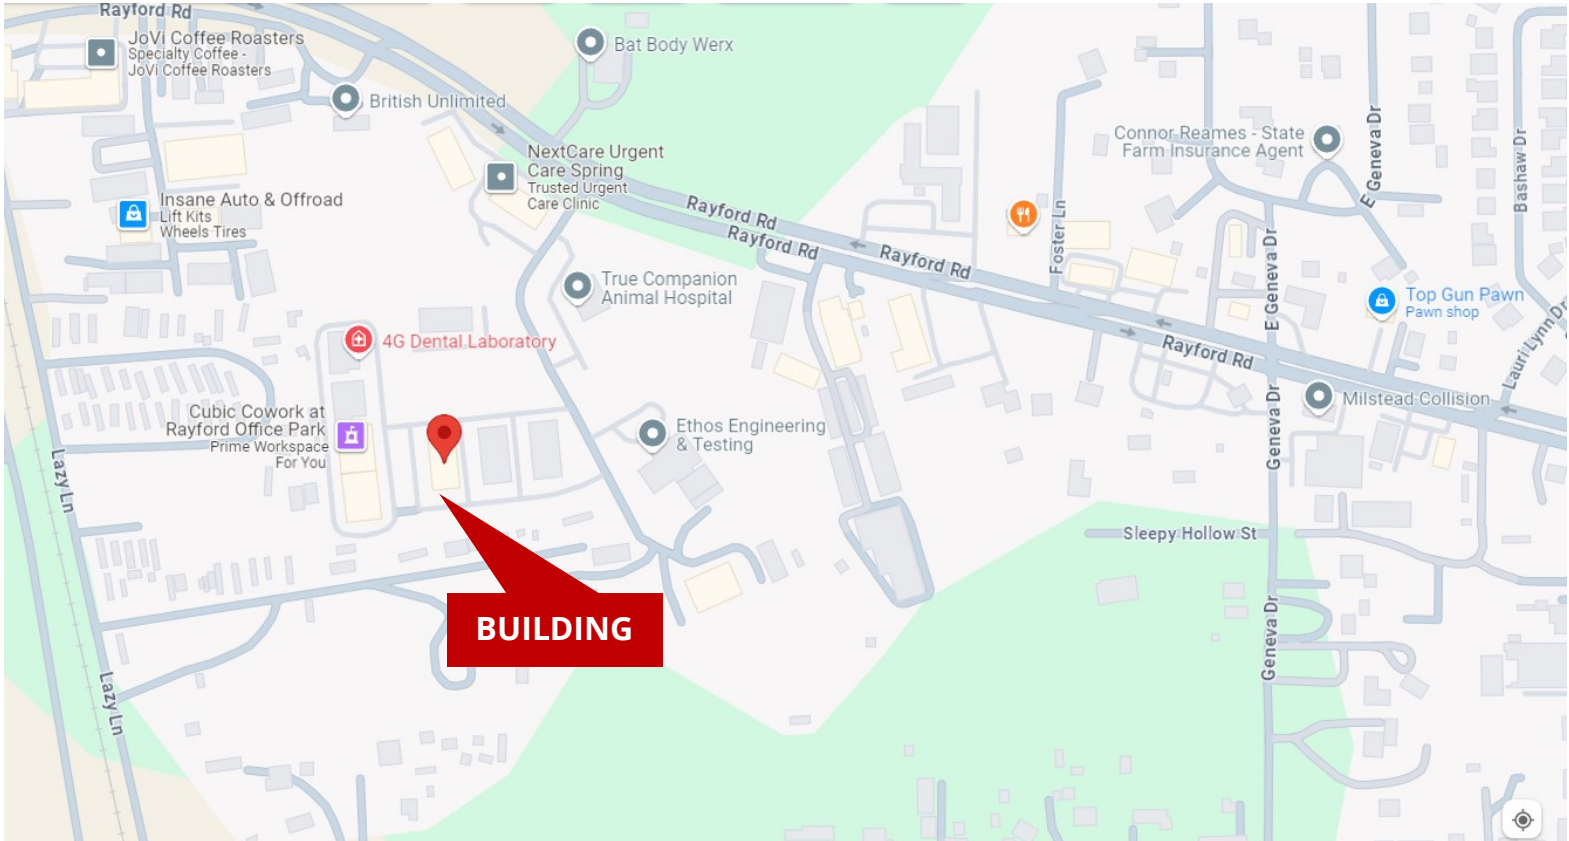 Rayford Rd
JoVi Coffee Roasters
Specialty Coffee -
JoVi Coffee Roasters
Bat Body Werx
British Unlimited
Connor Reames - State
Farm Insurance Agent
E Geneva Dr
Bashaw Dr
NextCare Urgent
Care Spring
Trusted Urgent
Care Clinic
Insane Auto & Offroad
Lift Kits
Wheels Tires
Rayford Rd
Rayford Rd
Rayford Rd
Foster Ln
E Geneva Dr
True Companion
Animal Hospital
Top Gun Pawn
Pawn shop
Lauri Lynn Dr
4G Dental Laboratory
Rayford Rd
Milstead Collision
Cubic Cowork at
Rayford Office Park
Prime Workspace
For You
Ethos Engineering
& Testing
Geneva Dr
Lazy Ln
Sleepy Hollow St
BUILDING
Geneva Dr
Lazy Ln